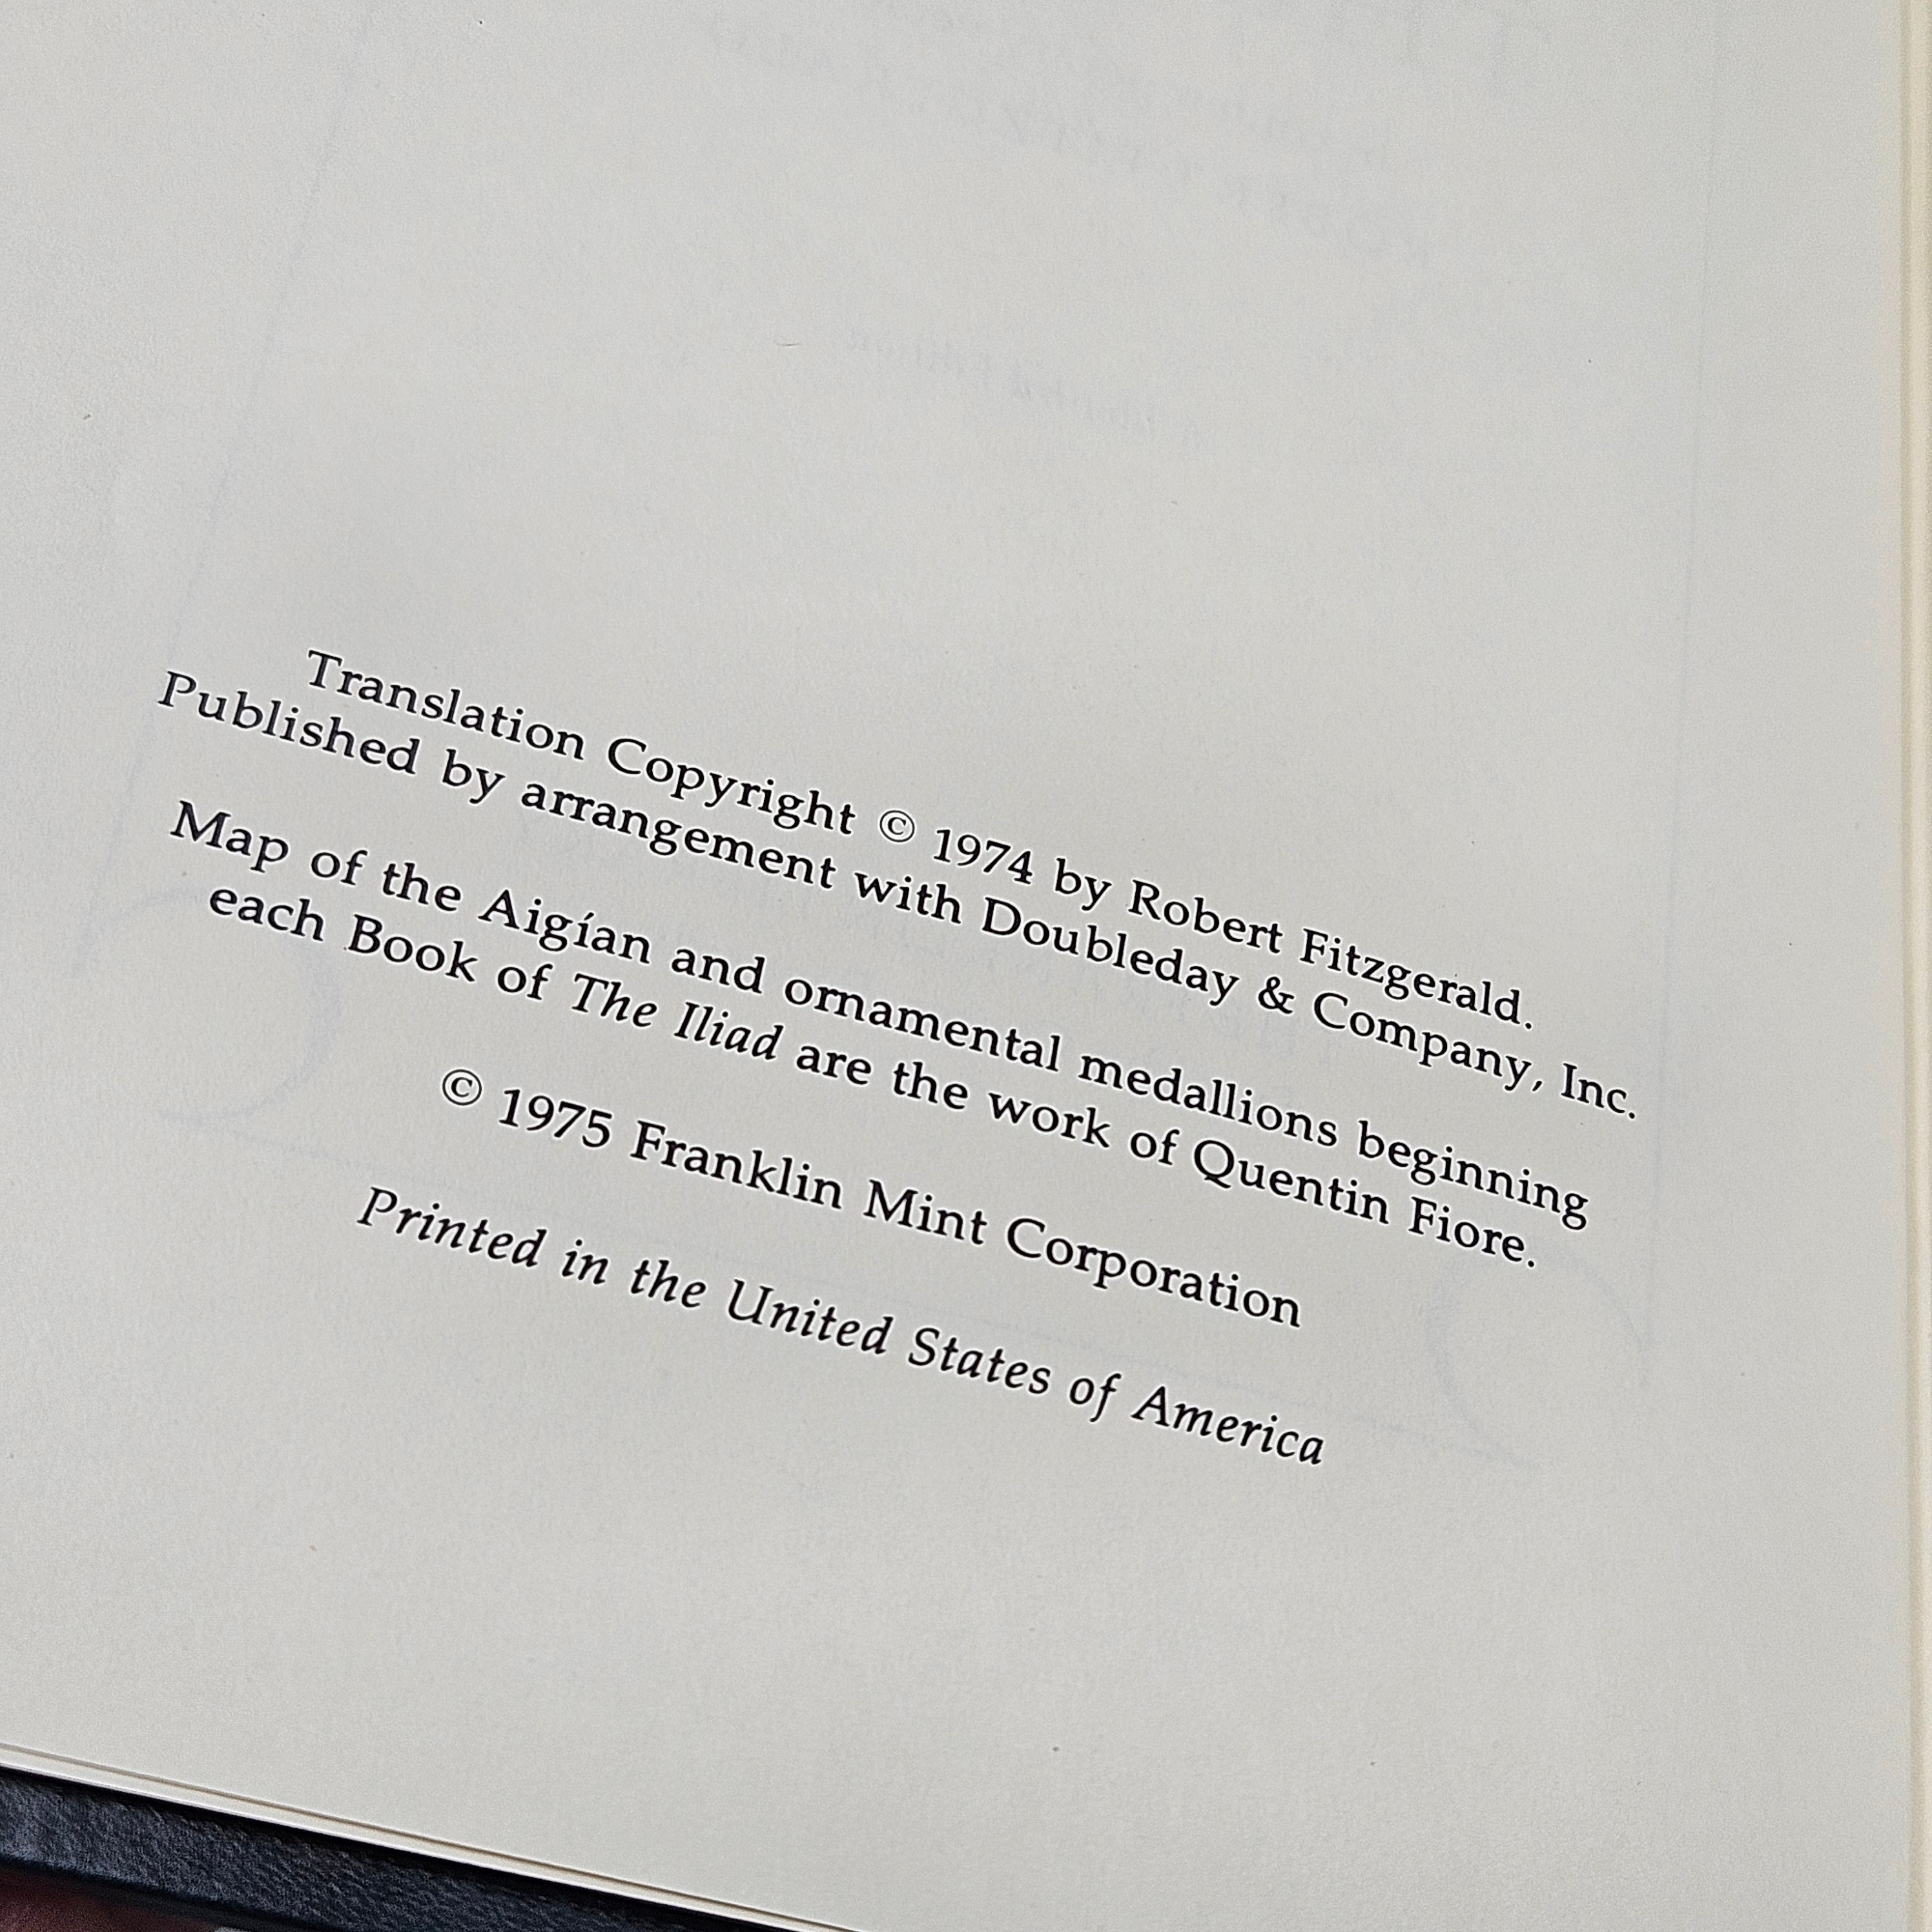 Translation Copyright © 1974 by Robert Fitzgerald.
Published by arrangement with Doubleday & Company, Inc.
Map of the Aigían and ornamental medallions beginning
each Book of The Iliad are the work of Quentin Fiore.
© 1975 Franklin Mint Corporation
Printed in the United States of America